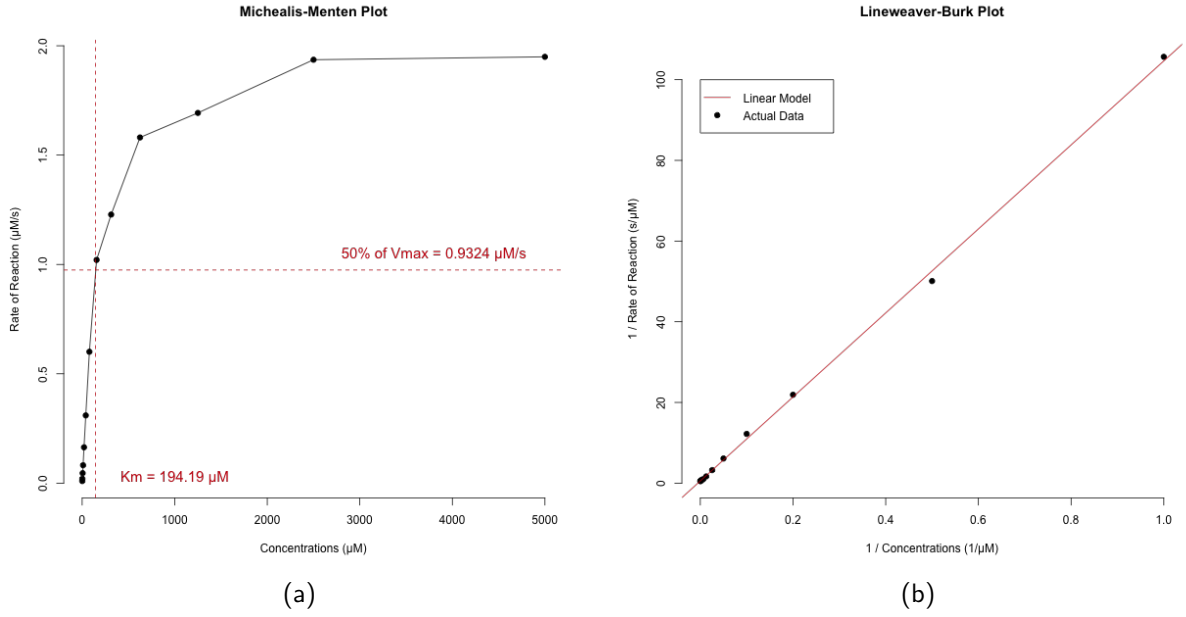 Michealis-Menten Plot
2.0
1.5
1.0
0.5
0.0
Rate of Reaction (µM/s)
50% of Vmax = 0.9324 µM/s
Km = 194.19 µM
0 1000 2000 3000 4000 5000
Concentrations (µM)
(a)
Lineweaver-Burk Plot
100
80
60
40
20
0
1 / Rate of Reaction (s/µM)
Linear Model
Actual Data
0.0 0.2 0.4 0.6 0.8 1.0
1 / Concentrations (1/µM)
(b)